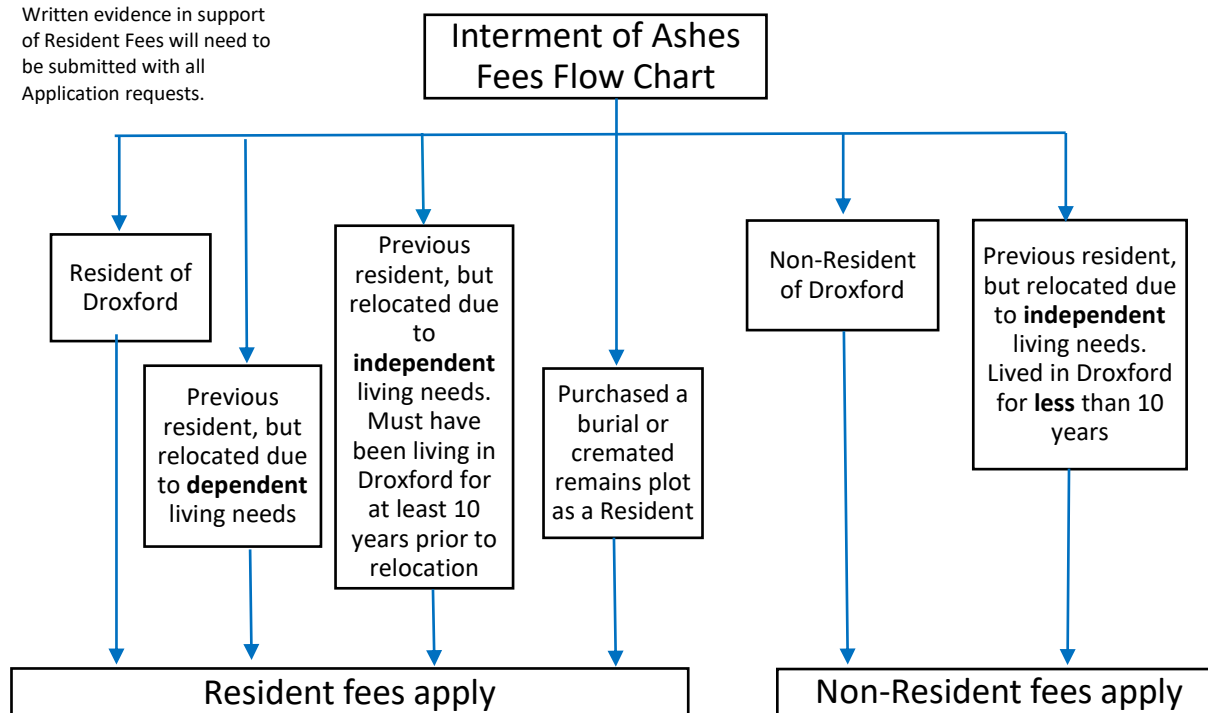 Written evidence in support
of Resident Fees will need to
be submitted with all
Application requests.
Interment of Ashes
Fees Flow Chart
Resident of
Droxford
Previous
resident, but
relocated due
to dependent
living needs
Previous
resident, but
relocated due
to
independent
living needs.
Must have
been living in
Droxford for
at least 10
years prior to
relocation
Purchased a
burial or
cremated
remains plot
as a Resident
Non-Resident
of Droxford
Previous resident,
but relocated due
to independent
living needs.
Lived in Droxford
for less than 10
years
Resident fees apply
Non-Resident fees apply